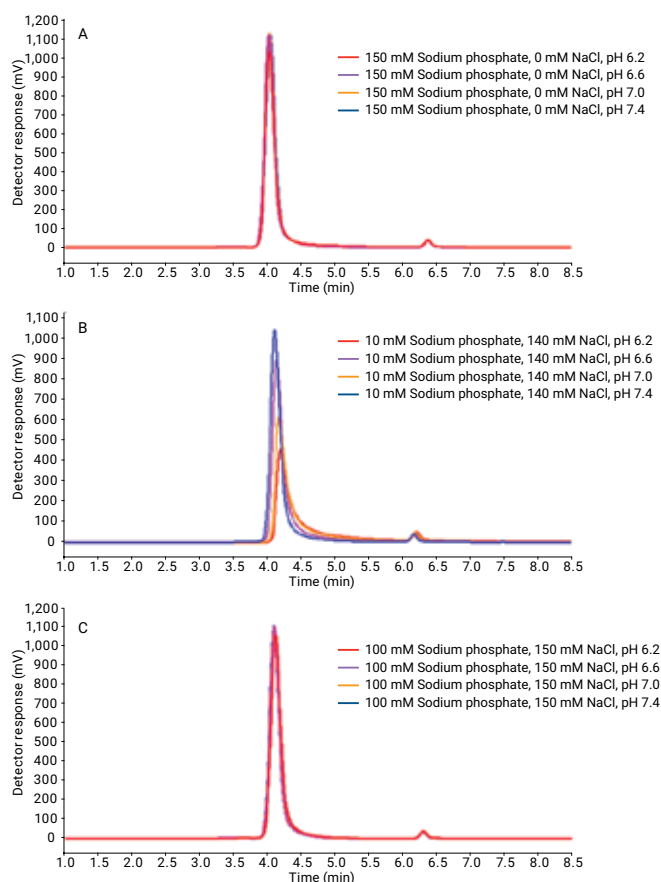 A
1,100
1,000
900
800
700
600
500
400
300
200
100
0
Detector response (mV)
150 mM Sodium phosphate, 0 mM NaCl, pH 6.2
150 mM Sodium phosphate, 0 mM NaCl, pH 6.6
150 mM Sodium phosphate, 0 mM NaCl, pH 7.0
150 mM Sodium phosphate, 0 mM NaCl, pH 7.4
1.0 1.5 2.0 2.5 3.0 3.5 4.0 4.5 5.0 5.5 6.0 6.5 7.0 7.5 8.0 8.5
Time (min)
B
1,100
1,000
900
800
700
600
500
400
300
200
100
0
Detector response (mV)
10 mM Sodium phosphate, 140 mM NaCl, pH 6.2
10 mM Sodium phosphate, 140 mM NaCl, pH 6.6
10 mM Sodium phosphate, 140 mM NaCl, pH 7.0
10 mM Sodium phosphate, 140 mM NaCl, pH 7.4
1.0 1.5 2.0 2.5 3.0 3.5 4.0 4.5 5.0 5.5 6.0 6.5 7.0 7.5 8.0 8.5
Time (min)
C
1,200
1,100
1,000
900
800
700
600
500
400
300
200
100
0
Detector response (mV)
100 mM Sodium phosphate, 150 mM NaCl, pH 6.2
100 mM Sodium phosphate, 150 mM NaCl, pH 6.6
100 mM Sodium phosphate, 150 mM NaCl, pH 7.0
100 mM Sodium phosphate, 150 mM NaCl, pH 7.4
1.0 1.5 2.0 2.5 3.0 3.5 4.0 4.5 5.0 5.5 6.0 6.5 7.0 7.5 8.0 8.5
Time (min)